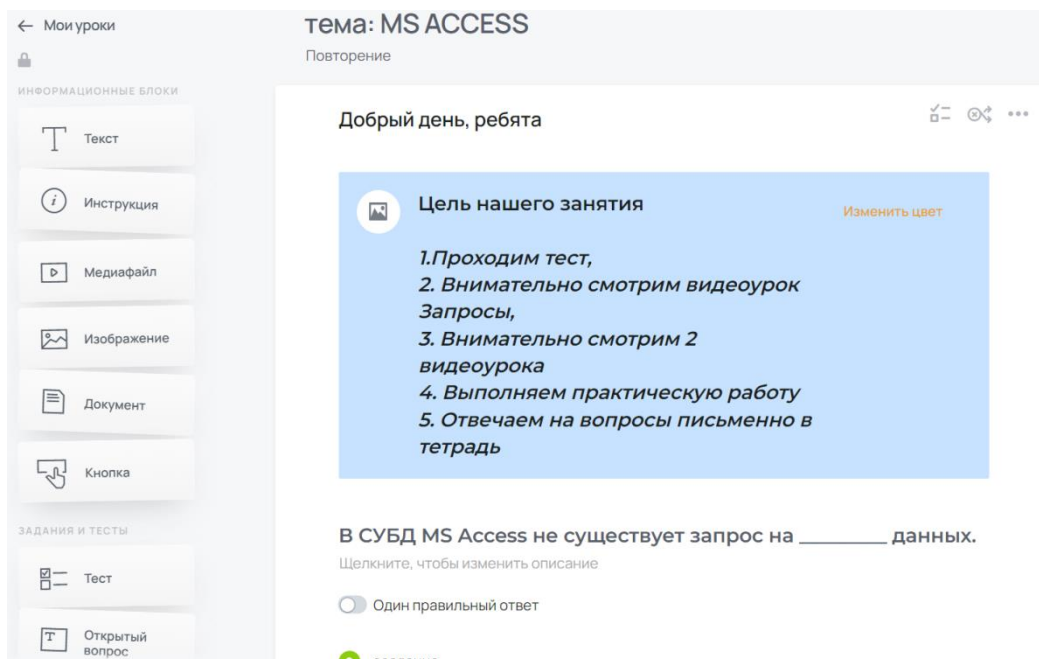 ← Мои уроки
тема: MS ACCESS
Повторение
ИНФОРМАЦИОННЫЕ БЛОКИ
Текст
Инструкция
Медиафайл
Изображение
Документ
Кнопка
ЗАДАНИЯ И ТЕСТЫ
Тест
Открытый
вопрос
Добрый день, ребята
Цель нашего занятия
Изменить цвет
1.Проходим тест,
2. Внимательно смотрим видеоурок
Запросы,
3. Внимательно смотрим 2
видеоурока
4. Выполняем практическую работу
5. Отвечаем на вопросы письменно в
тетрадь
В СУБД MS Access не существует запрос на ________ данных.
Щелкните, чтобы изменить описание
Один правильный ответ